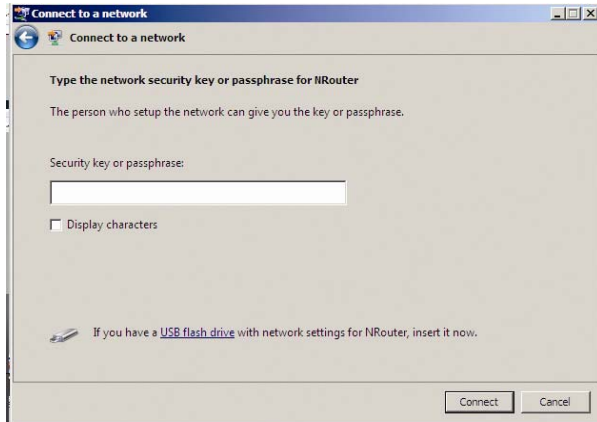 Connect to a network
Connect to a network
Type the network security key or passphrase for NRouter
The person who setup the network can give you the key or passphrase.
Security key or passphrase:
Display characters
If you have a USB flash drive with network settings for NRouter, insert it now.
Connect
Cancel